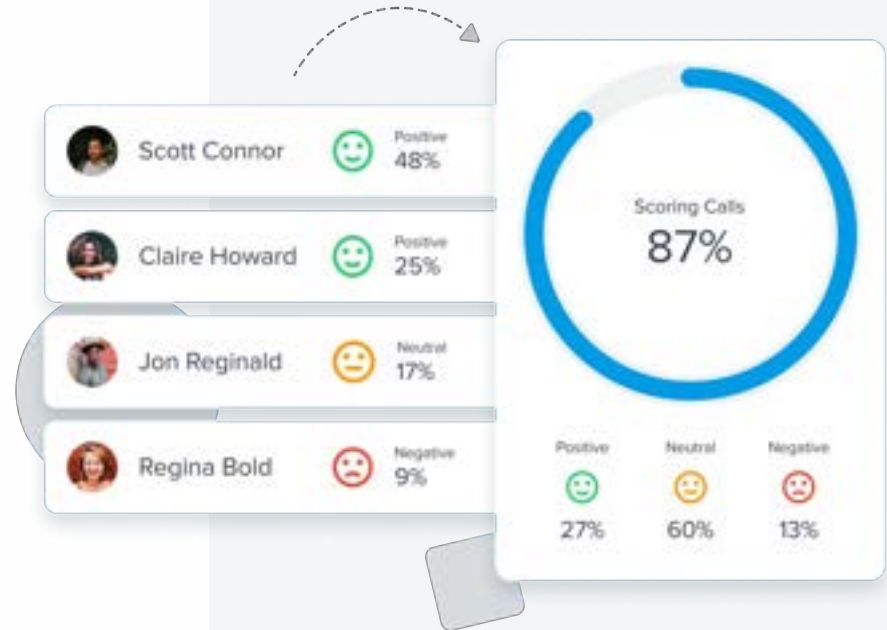 Scott Connor
Positive
48%
Claire Howard
Positive
25%
Jon Reginald
Neutral
17%
Regina Bold
Negative
9%
Scoring Calls
87%
Positive Neutral Negative
27% 60% 13%